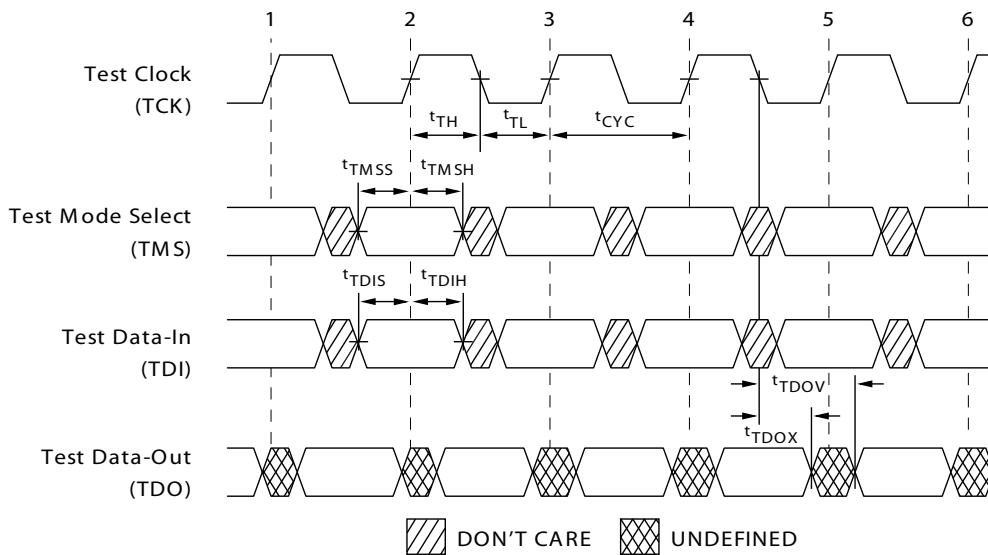 1 2 3 4 5 6
Test Clock
(TCK)
tTH tTL tCYC
tTMSS tTMSH
Test Mode Select
(TMS)
tTDIS tTDIH
Test Data-In
(TDI)
tTDOV
tTDOX
Test Data-Out
(TDO)
DON'T CARE UNDEFINED